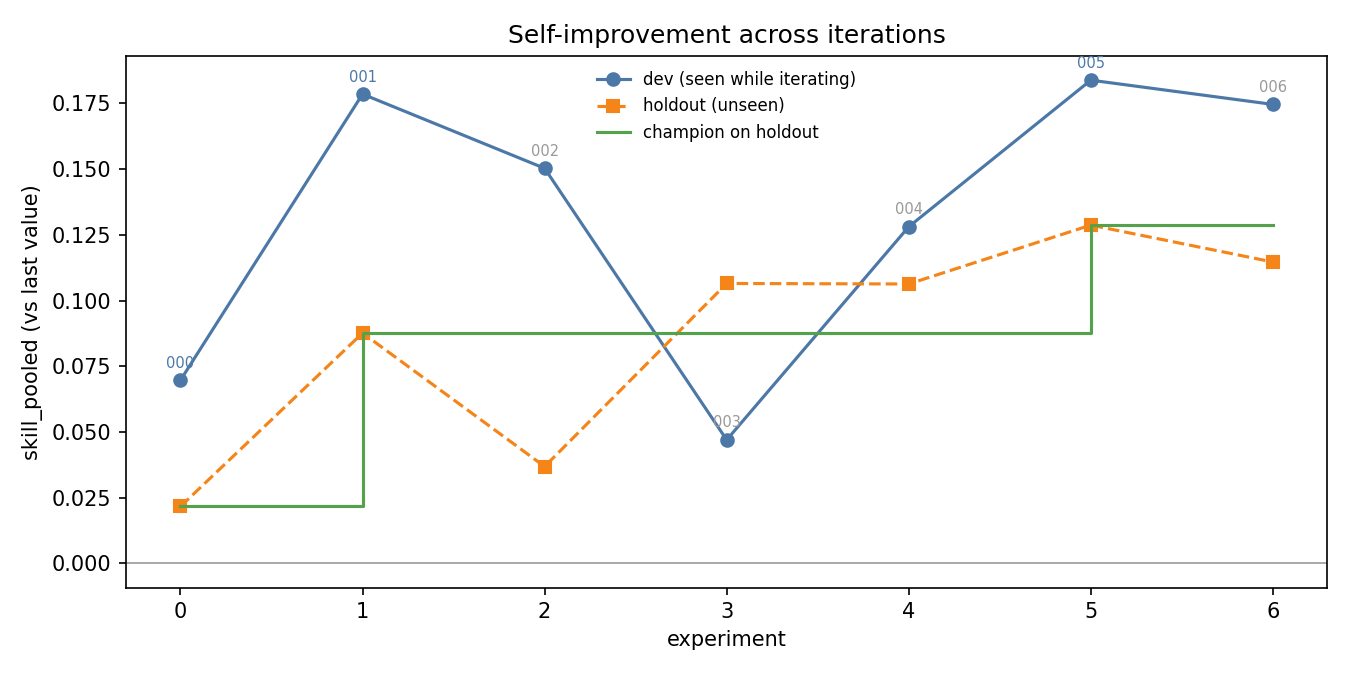 Self-improvement across iterations
dev (seen while iterating)
holdout (unseen)
champion on holdout
000
001
002
003
004
005
006
skill_pooled (vs last value)
0.175
0.150
0.125
0.100
0.075
0.050
0.025
0.000
0 1 2 3 4 5 6
experiment